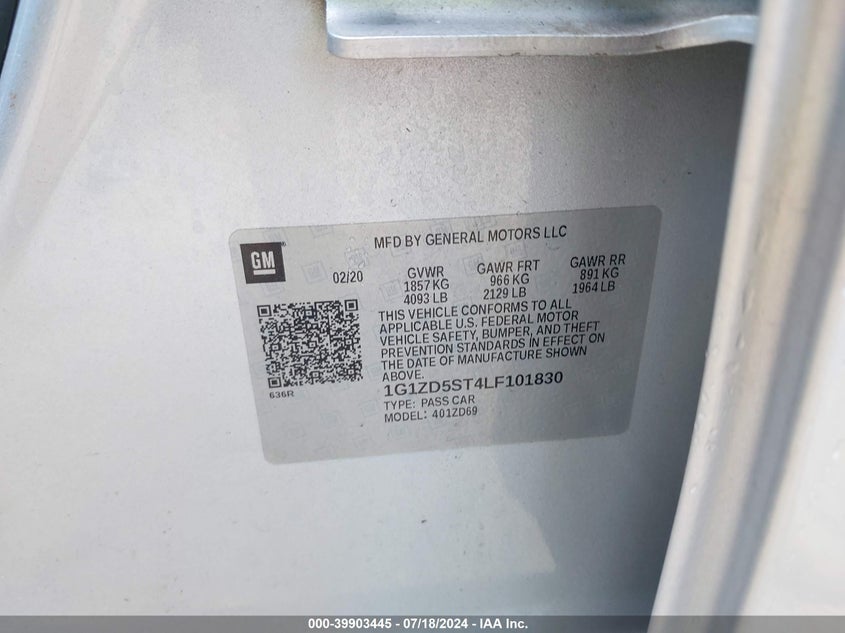 GM
MFD BY GENERAL MOTORS LLC
02/20
GVWR
1857 KG
4093 LB
GAWR FRT
966 KG
2129 LB
GAWR RR
891 KG
1964 LB
THIS VEHICLE CONFORMS TO ALL
APPLICABLE U.S. FEDERAL MOTOR
VEHICLE SAFETY, BUMPER, AND THEFT
PREVENTION STANDARDS IN EFFECT ON
THE DATE OF MANUFACTURE SHOWN
ABOVE.
636R
1G1ZD5ST4LF101830
TYPE: PASS CAR
MODEL: 401ZD69
000-39903445 - 07/18/2024 - IAA Inc.